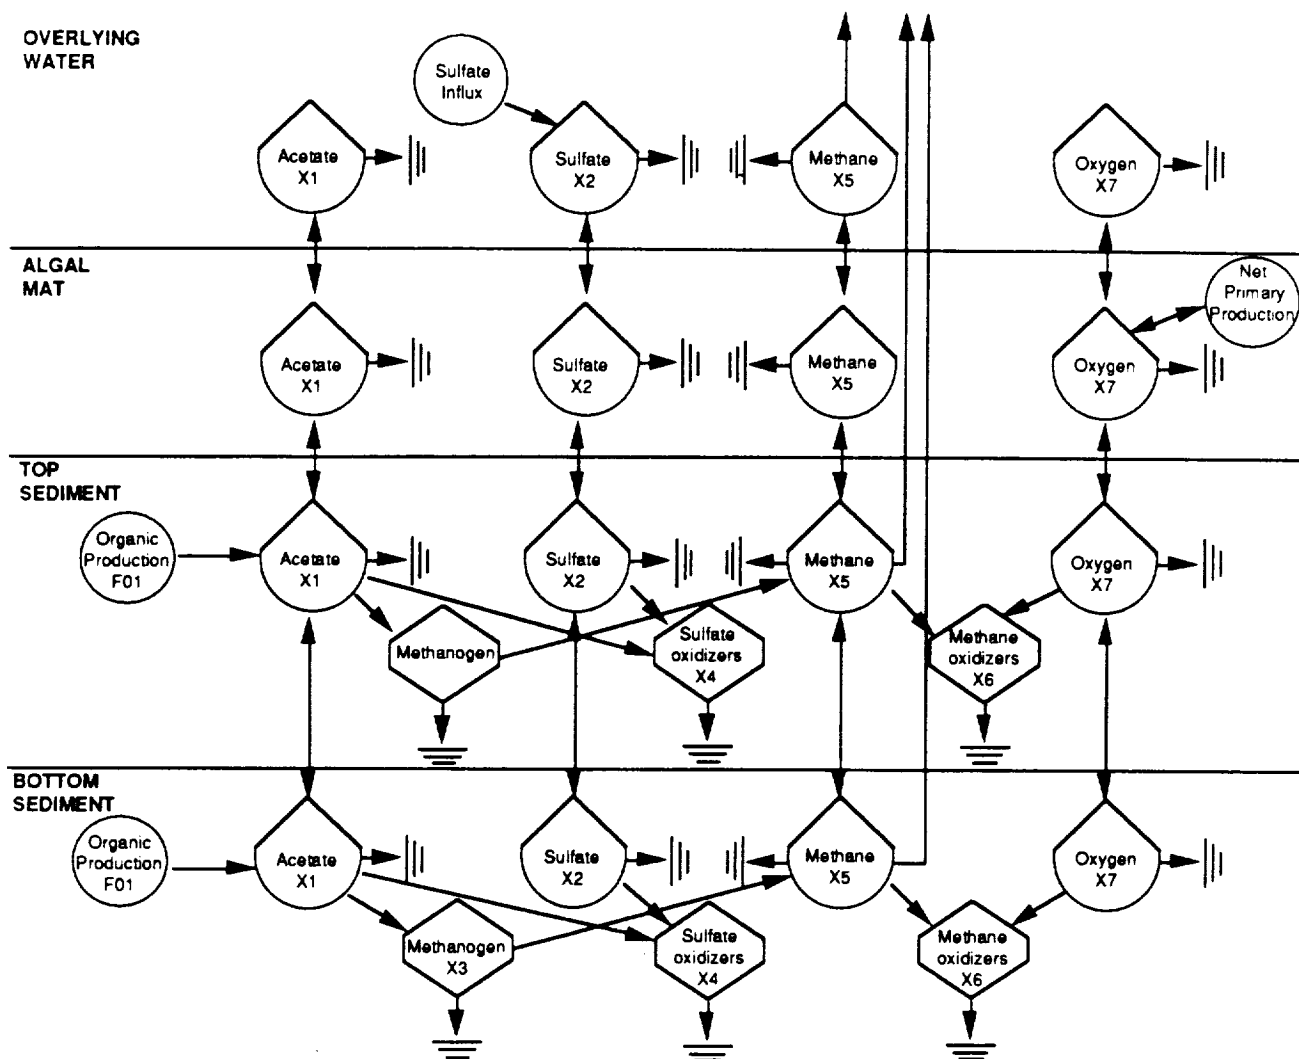 OVERLYING
WATER
Sulfate
Influx
Acetate
X1
Sulfate
X2
Methane
X5
Oxygen
X7
ALGAL
MAT
Net
Primary
Production
Acetate
X1
Sulfate
X2
Methane
X5
Oxygen
X7
TOP
SEDIMENT
Organic
Production
F01
Acetate
X1
Sulfate
X2
Methane
X5
Oxygen
X7
Methanogen
Sulfate
oxidizers
X4
Methane
oxidizers
X6
BOTTOM
SEDIMENT
Organic
Production
F01
Acetate
X1
Sulfate
X2
Methane
X5
Oxygen
X7
Methanogen
X3
Sulfate
oxidizers
X4
Methane
oxidizers
X6